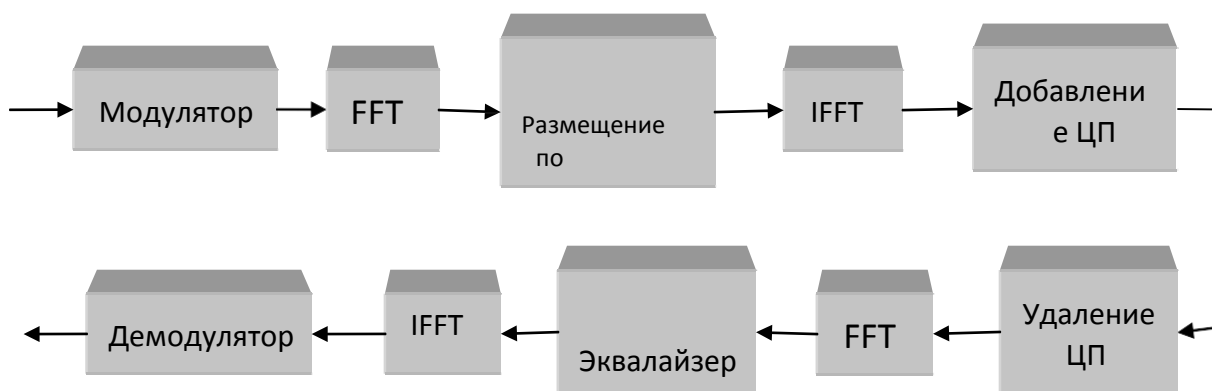 Модулятор
FFT
Размещение
по
IFFT
Добавлени
е ЦП
Демодулятор
IFFT
Эквалайзер
FFT
Удаление
ЦП